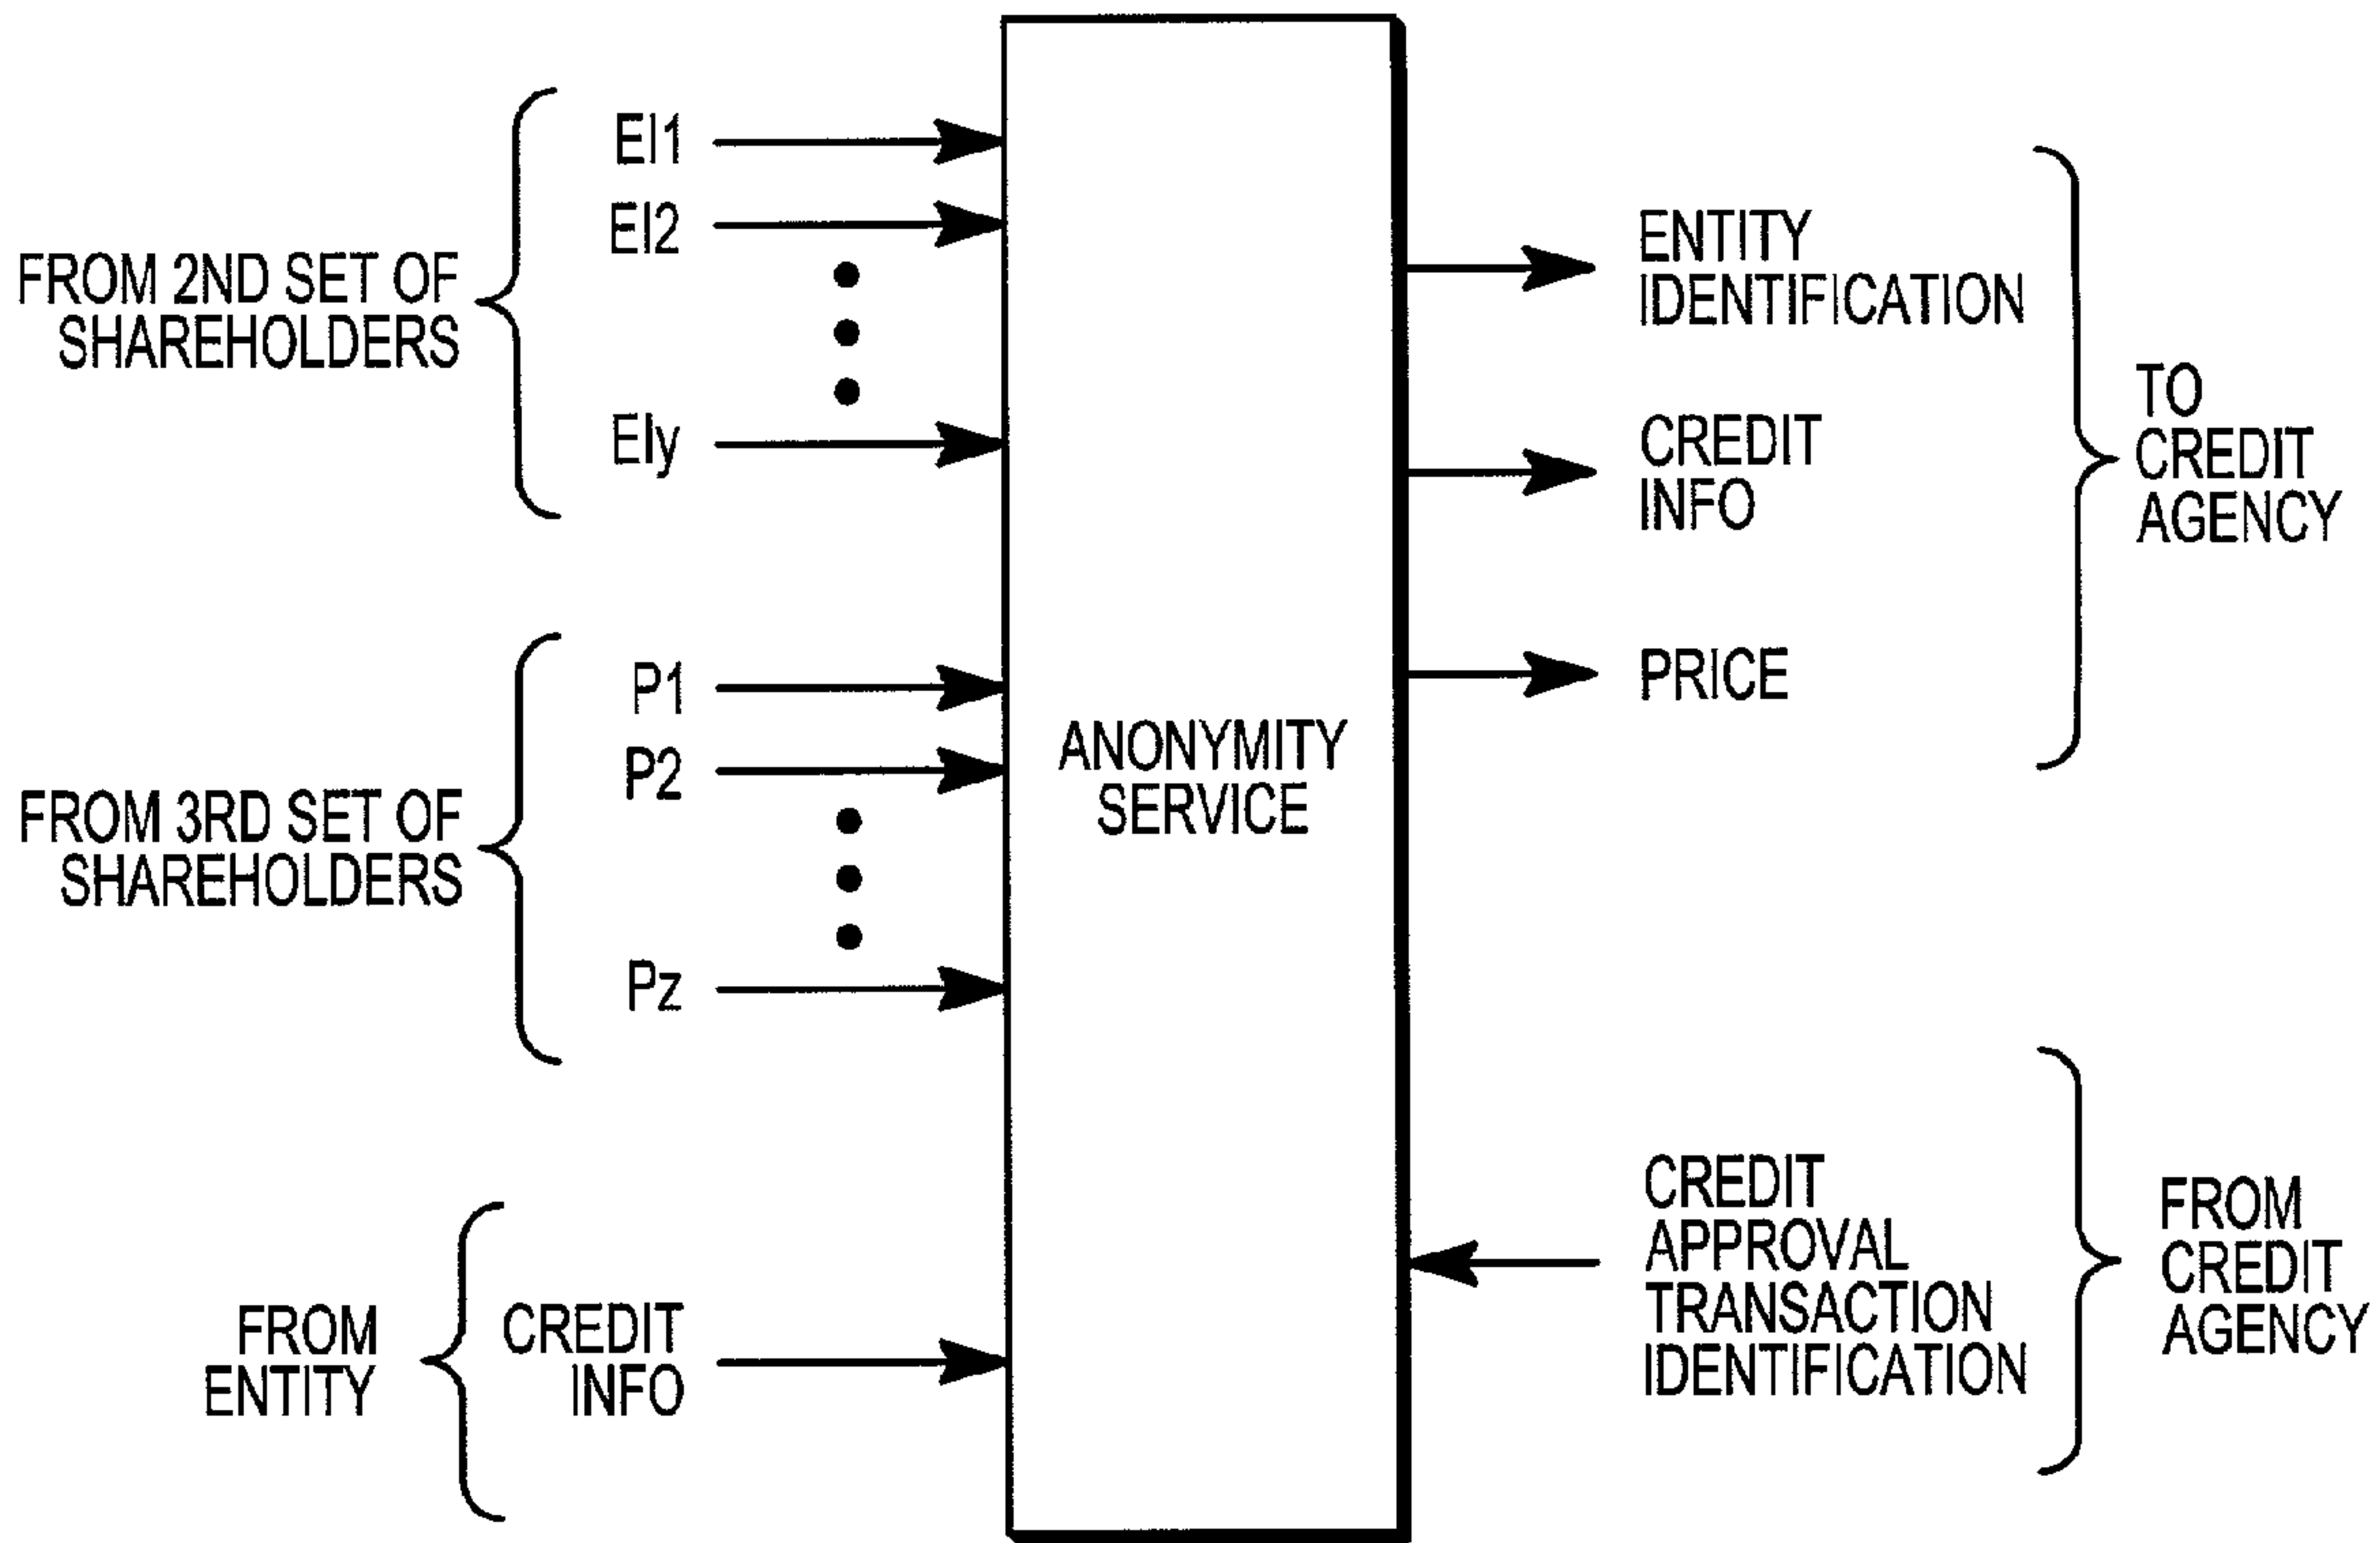 FROM 2ND SET OF
SHAREHOLDERS
EI1
EI2
EIy
FROM 3RD SET OF
SHAREHOLDERS
P1
P2
Pz
FROM
ENTITY
CREDIT
INFO
ANONYMITY
SERVICE
ENTITY
IDENTIFICATION
CREDIT
INFO
PRICE
TO
CREDIT
AGENCY
CREDIT
APPROVAL
TRANSACTION
IDENTIFICATION
FROM
CREDIT
AGENCY